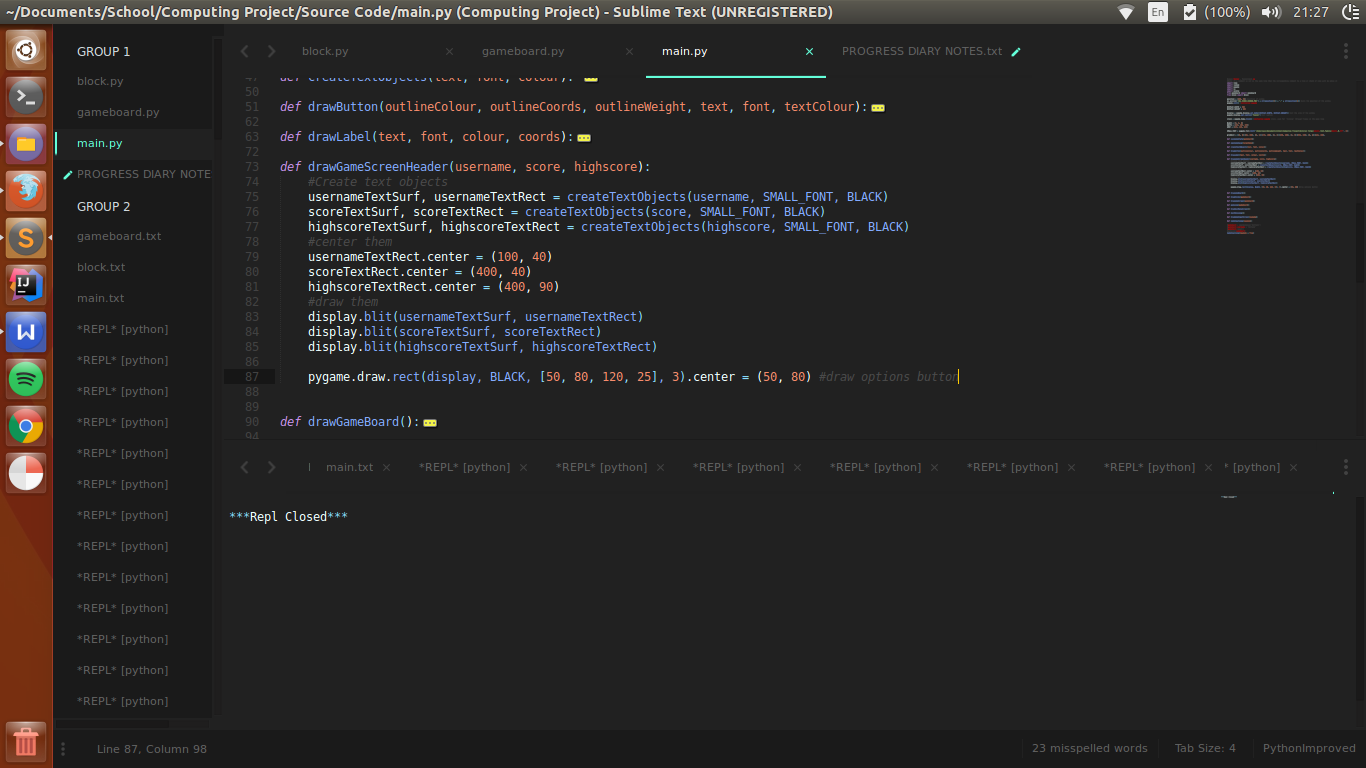 ~/Documents/School/Computing Project/Source Code/main.py (Computing Project) - Sublime Text (UNREGISTERED)
En
(100%)
21:27
GROUP 1
block.py
gameboard.py
main.py
PROGRESS DIARY NOTE
GROUP 2
gameboard.txt
block.txt
main.txt
*REPL* [python]
*REPL* [python]
*REPL* [python]
*REPL* [python]
*REPL* [python]
*REPL* [python]
*REPL* [python]
*REPL* [python]
*REPL* [python]
*REPL* [python]
*REPL* [python]
*REPL* [python]
*REPL* [python]
block.py × gameboard.py × main.py × PROGRESS DIARY NOTES.txt
47 def createTextObjects(text, font, colour):
50
51 def drawButton(outlineColour, outlineCoords, outlineWeight, text, font, textColour):
62
63 def drawLabel(text, font, colour, coords):
72
73 def drawGameScreenHeader(username, score, highscore):
74 #Create text objects
75 usernameTextSurf, usernameTextRect = createTextObjects(username, SMALL_FONT, BLACK)
76 scoreTextSurf, scoreTextRect = createTextObjects(score, SMALL_FONT, BLACK)
77 highscoreTextSurf, highscoreTextRect = createTextObjects(highscore, SMALL_FONT, BLACK)
78 #center them
79 usernameTextRect.center = (100, 40)
80 scoreTextRect.center = (400, 40)
81 highscoreTextRect.center = (400, 90)
82 #draw them
83 display.blit(usernameTextSurf, usernameTextRect)
84 display.blit(scoreTextSurf, scoreTextRect)
85 display.blit(highscoreTextSurf, highscoreTextRect)
86
87 pygame.draw.rect(display, BLACK, [50, 80, 120, 25], 3).center = (50, 80) #draw options button
88
89
90 def drawGameBoard():
94
main.txt × *REPL* [python] × *REPL* [python] × *REPL* [python] × *REPL* [python] × *REPL* [python] × *REPL* [python] × * [python] ×
***Repl Closed***
Line 87, Column 98
23 misspelled words
Tab Size: 4
PythonImproved